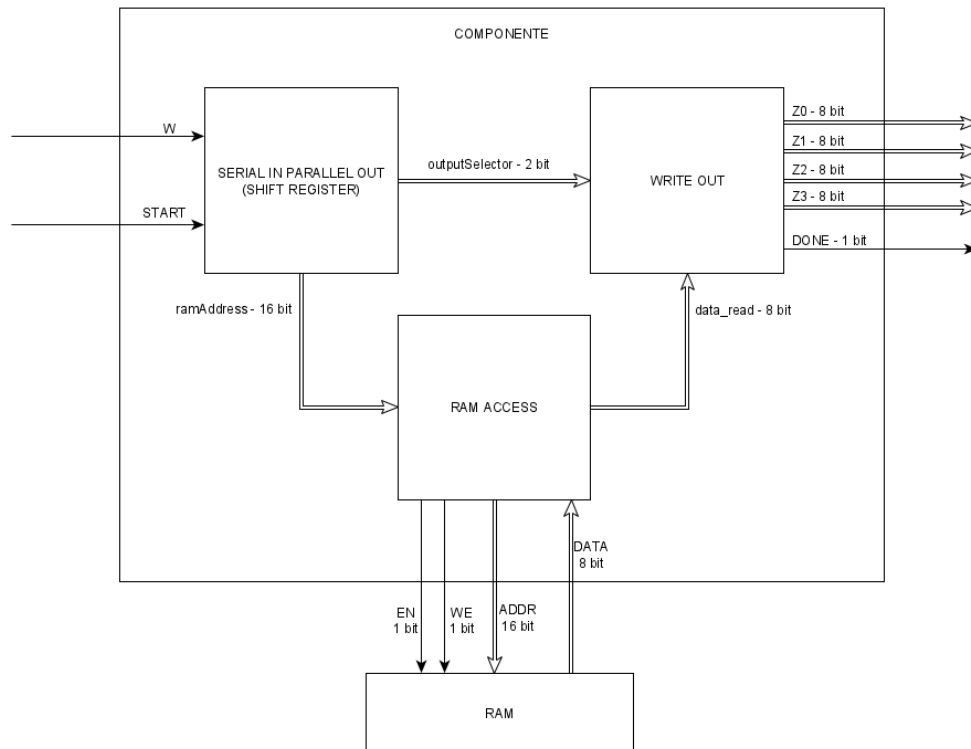 COMPONENTE
W
START
SERIAL IN PARALLEL OUT
(SHIFT REGISTER)
outputSelector - 2 bit
WRITE OUT
Z0 - 8 bit
Z1 - 8 bit
Z2 - 8 bit
Z3 - 8 bit
DONE - 1 bit
ramAddress - 16 bit
data_read - 8 bit
RAM ACCESS
DATA
8 bit
EN
1 bit
WE
1 bit
ADDR
16 bit
RAM